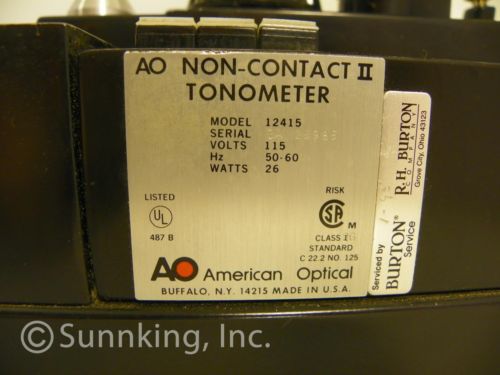 AO NON-CONTACT II
TONOMETER
MODEL 12415
SERIAL
VOLTS 115
Hz 50-60
WATTS 26
LISTED
UL
487 B
RISK
SA M
CLASS
STANDARD
C 22.2 NO. 125
AO American Optical
BUFFALO, N.Y. 14215 MADE IN U.S.A.
Serviced by
BURTON®
Service
R.H. BURTON
COMPANY
Grove City, Ohio 43123
© Sunnking, Inc.